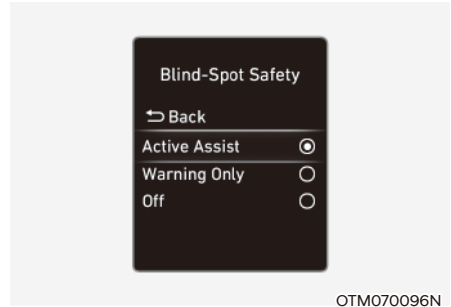 Blind-Spot Safety
Back
Active Assist
Warning Only
Off
OTM070096N